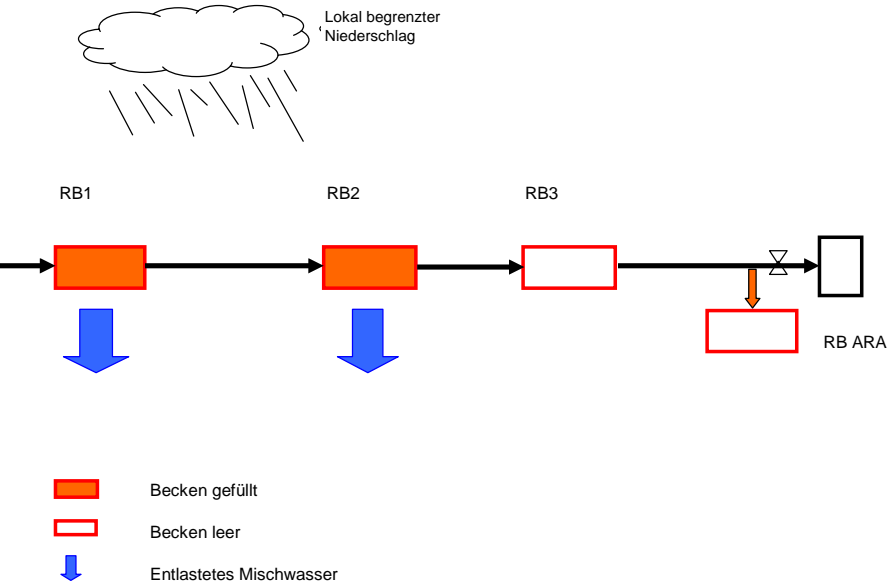 Lokal begrenzter
Niederschlag
RB1
RB2
RB3
RB ARA
Becken gefüllt
Becken leer
Entlastetes Mischwasser